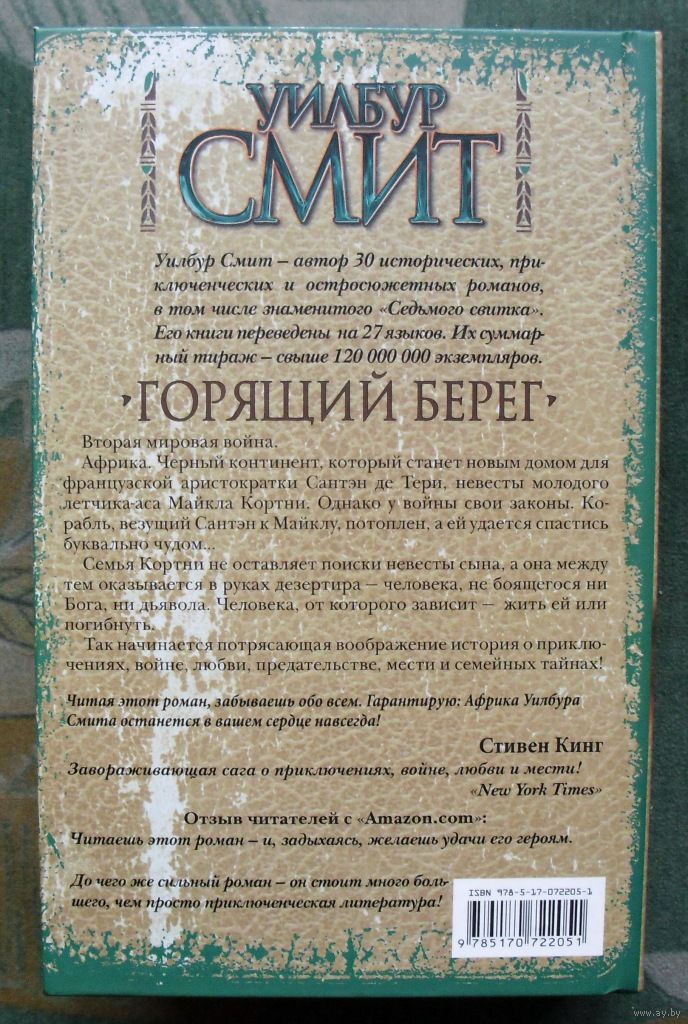 УИЛБУР
СМИТ
Уилбур Смит – автор 30 исторических, при-
ключенческих и остросюжетных романов,
в том числе знаменитого «Седьмого свитка».
Его книги переведены на 27 языков. Их суммар-
ный тираж – свыше 120 000 000 экземпляров.
ГОРЯЩИЙ БЕРЕГ
Вторая мировая война.
Африка. Черный континент, который станет новым домом для
французской аристократки Сантэн де Тери, невесты молодого
летчика-аса Майкла Кортни. Однако у войны свои законы. Ко-
рабль, везущий Сантэн к Майклу, потоплен, а ей удается спастись
буквально чудом...
Семья Кортни не оставляет поиски невесты сына, а она между
тем оказывается в руках дезертира – человека, не боящегося ни
Бога, ни дьявола. Человека, от которого зависит – жить ей или
погибнуть.
Так начинается потрясающая воображение история о приклю-
чениях, войне, любви, предательстве, мести и семейных тайнах!
Читая этот роман, забываешь обо всем. Гарантирую: Африка Уилбура
Смита останется в вашем сердце навсегда!
Стивен Кинг
Завораживающая сага о приключениях, войне, любви и мести!
«New York Times»
Отзыв читателей с «Amazon.com»:
Читаешь этот роман – и, задыхаясь, желаешь удачи его героям.
До чего же сильный роман – он стоит много боль-
шего, чем просто приключенческая литература!
ISBN 978-5-17-072205-1
9 785170 722051
www.ay.by